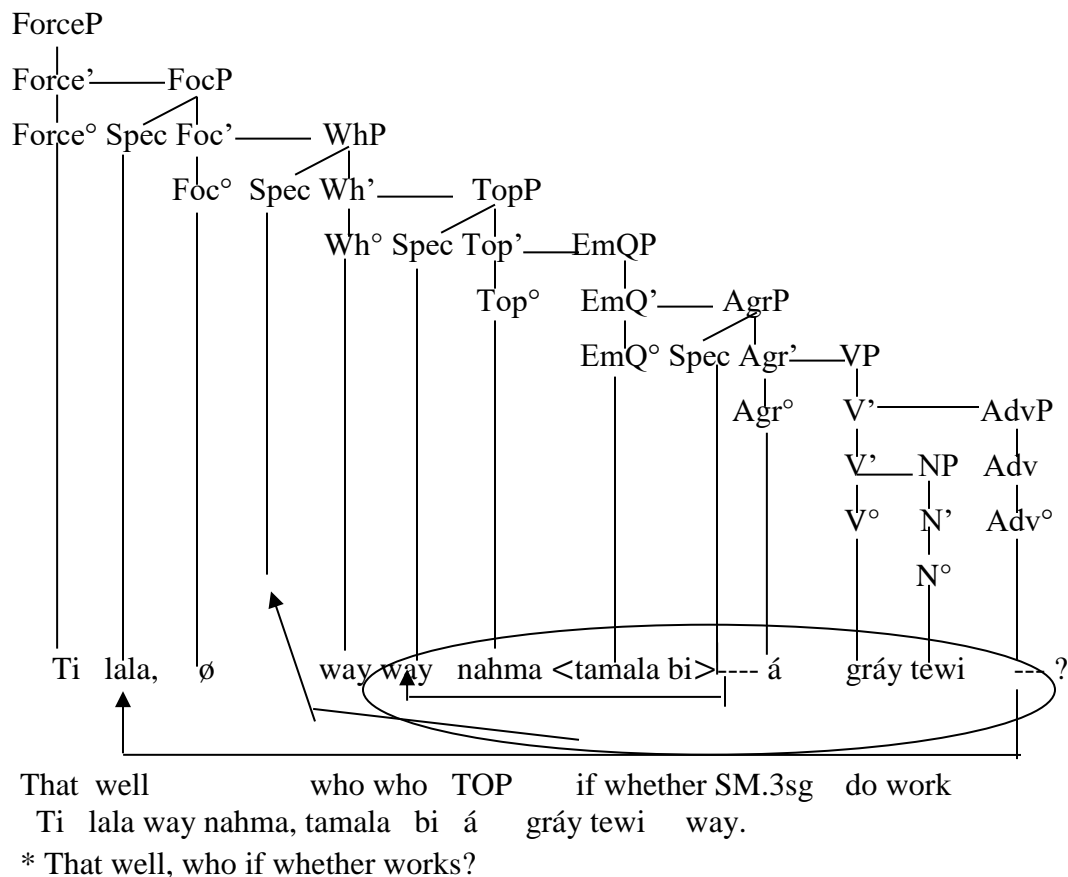 ForceP
Force’ FocP
Force° Spec Foc’ WhP
Foc° Spec Wh’ TopP
Wh° Spec Top’ EmQP
Top° EmQ’ AgrP
EmQ° Spec Agr’ VP
Agr° V’ AdvP
V’ NP Adv
V° N’ Adv°
N°
Ti lala, ø way way nahma <tamala bi>---- á gráy tewi ---?
That well who who TOP if whether SM.3sg do work
Ti lala way nahma, tamala bi á gráy tewi way.
* That well, who if whether works?